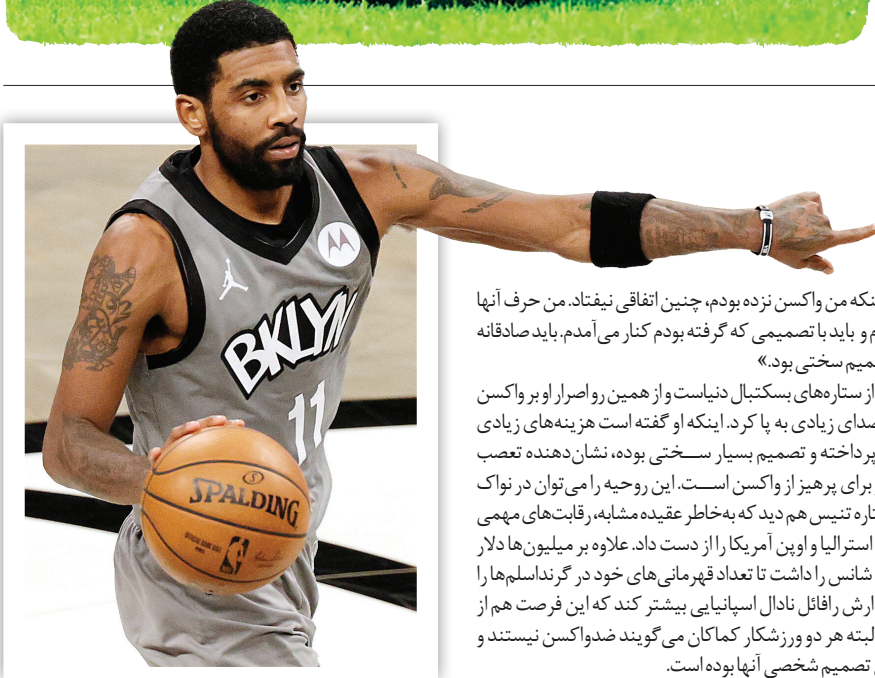 BKLYN
11
SPALDING
NBA
نکه من واکسن نزده بودم، چنین اتفاقی نیفتاد. من حرف آنها
م و باید با تصمیمی که گرفته بودم کنار می‌آمدم. باید صادقانه
میم سختی بود.»
از ستاره‌های بسکتبال دنیاست و از همین رو اصرار او بر واکسن
صدای زیادی به پا کرد. اینکه او گفته است هزینه‌های زیادی
پرداخته و تصمیم بسیار ســختی بوده، نشان‌دهنده تعصب
برای پرهیز از واکسن اســت. این روحیه را می‌توان در نواک
تاره تنیس هم دید که به‌خاطر عقیده مشابه، رقابت‌های مهمی
استرالیا و اوپن آمریکا را از دست داد. علاوه بر میلیون‌ها دلار
شانس را داشت تا تعداد قهرمانی‌های خود در گرنداسلم‌ها را
ارش رافائل نادال اسپانیایی بیشتر کند که این فرصت هم از
لبته هر دو ورزشکار کماکان می‌گویند ضدواکسن نیستند و
تصمیم شخصی آنها بوده است.